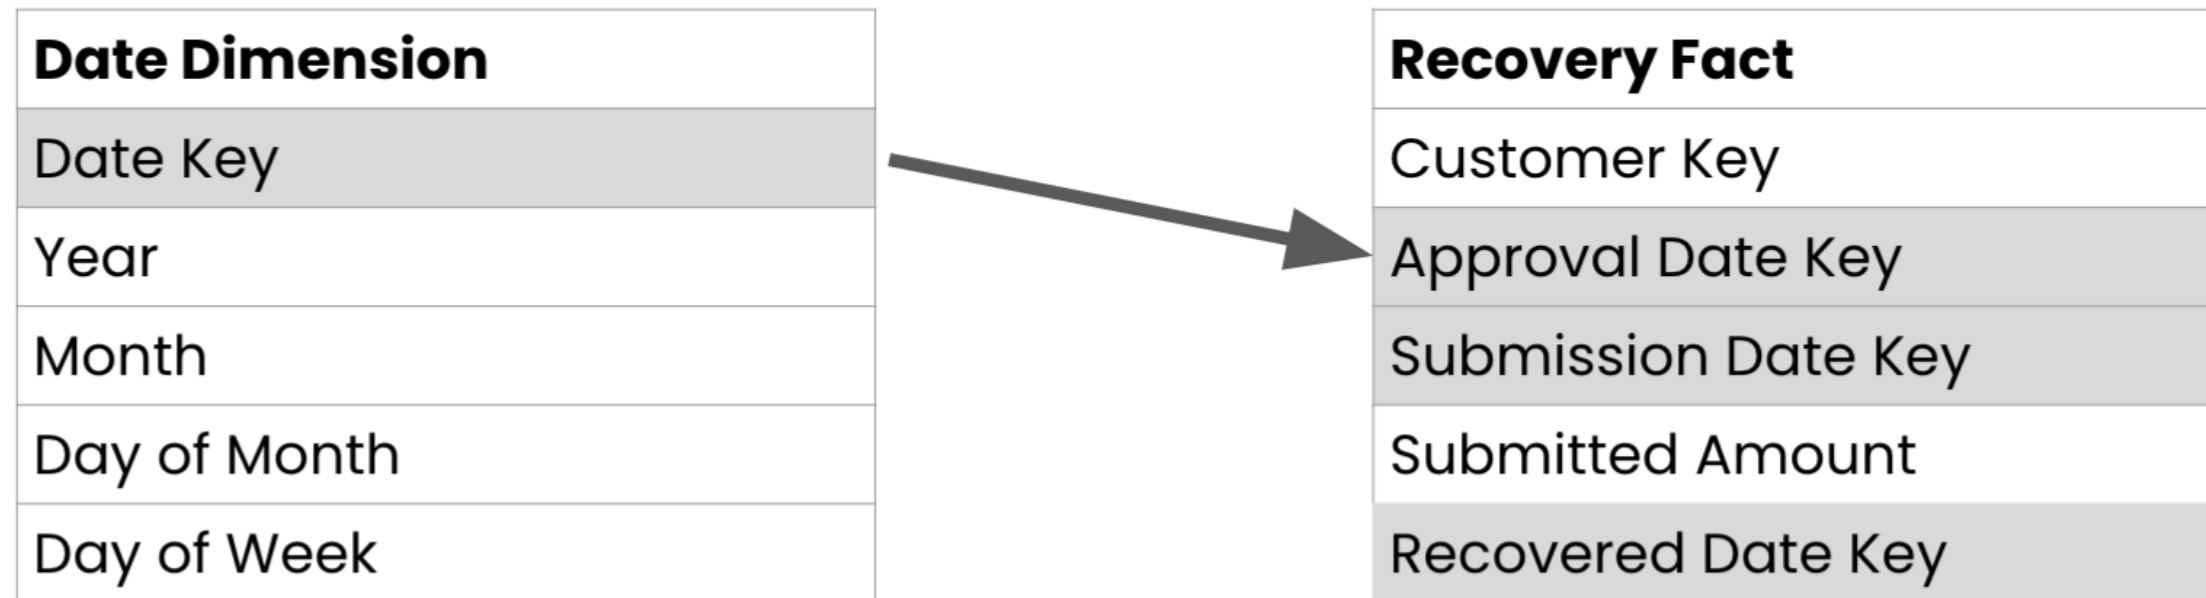 Date Dimension
Date Key
Year
Month
Day of Month
Day of Week
Recovery Fact
Customer Key
Approval Date Key
Submission Date Key
Submitted Amount
Recovered Date Key